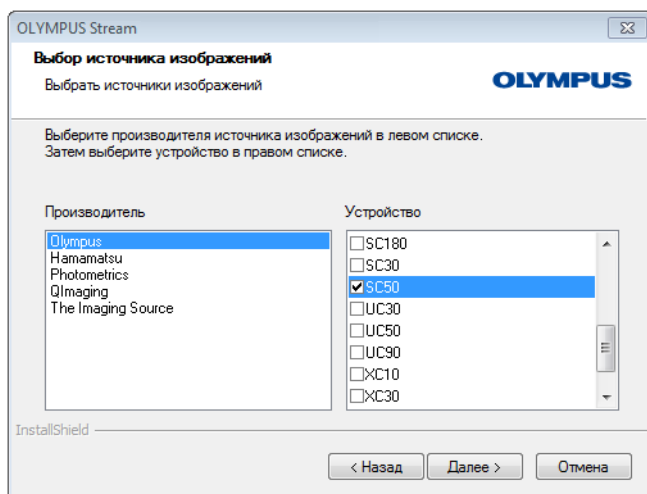 OLYMPUS Stream
Выбор источника изображений
Выбрать источники изображений
OLYMPUS
Выберите производителя источника изображений в левом списке.
Затем выберите устройство в правом списке.
Производитель
Устройство
Olympus
Hamamatsu
Photometrics
QImaging
The Imaging Source
SC180
SC30
SC50
UC30
UC50
UC90
XC10
XC30
InstallShield
< Назад
Далее >
Отмена